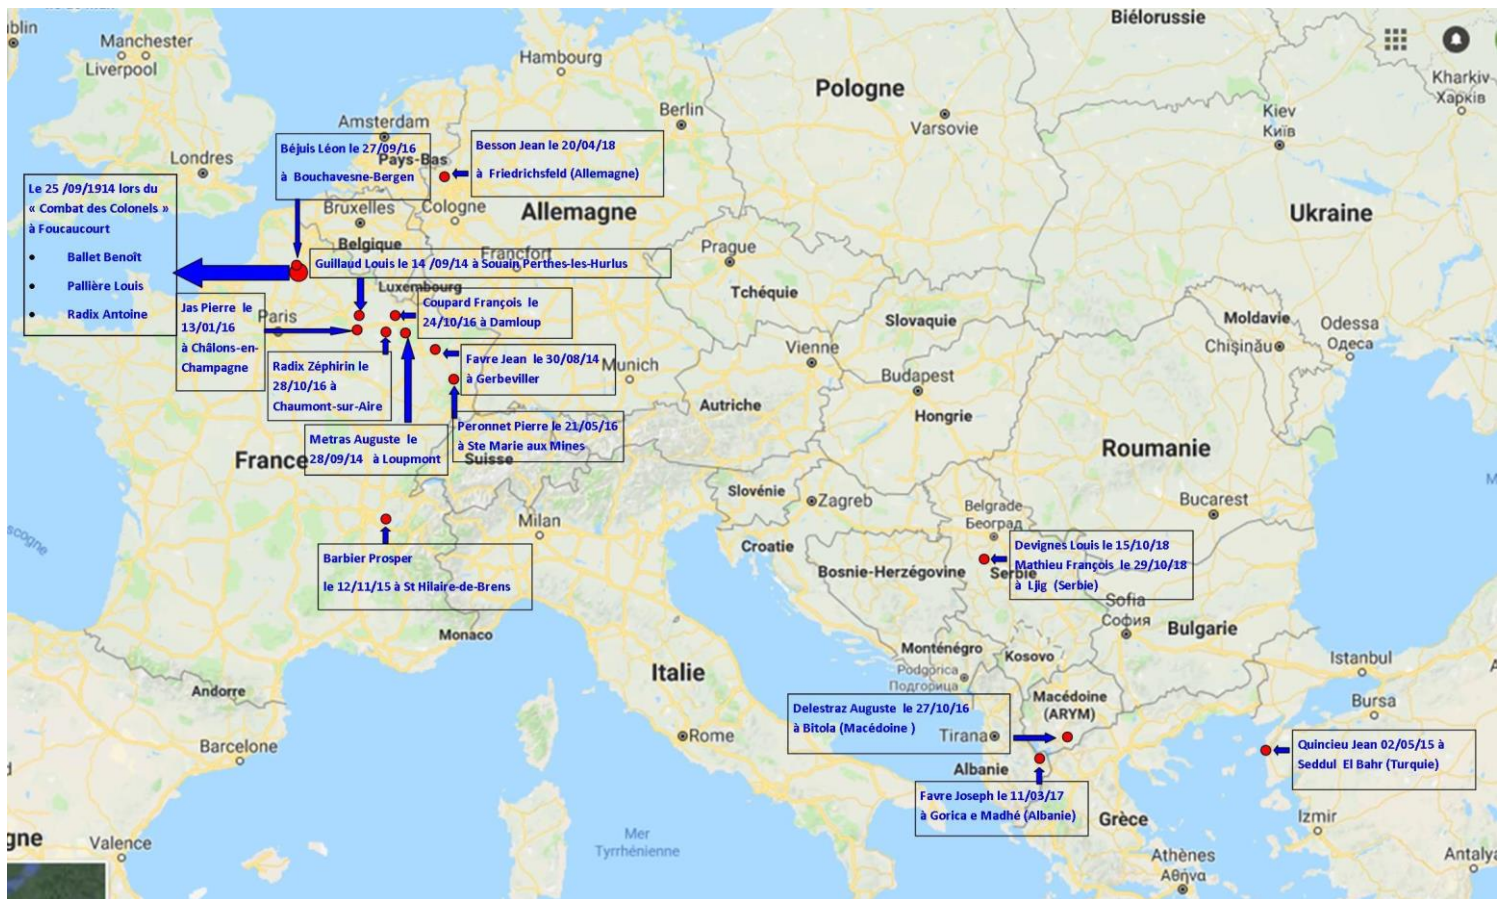 Biélorussie
blin
Manchester
Liverpool
Hambourg
Pologne
Kharkiv
Харків
Berlin
Varsovie
Kiev
Київ
Amsterdam
Londres
Pays-Bas
Béjuis Léon le 27/09/16
à Bouchavesne-Bergen
Besson Jean le 20/04/18
à Friedrichsfeld (Allemagne)
Le 25 /09/1914 lors du
« Combat des Colonels »
à Foucaucourt
• Ballet Benoît
• Pallière Louis
• Radix Antoine
Bruxelles
Cologne
Allemagne
Ukraine
Belgique
Francfort
Prague
Guillaud Louis le 14 /09/14 à Souain Perthes-les-Hurlus
Luxembourg
Tchéquie
Jas Pierre le
13/01/16
à Châlons-en-
Champagne
Paris
Coupard François le
24/10/16 à Damloup
Slovaquie
Moldavie
Chișinău
Odessa
Одеса
Vienne
Munich
Favre Jean le 30/08/14
à Gerbeviller
Radix Zéphirin le
28/10/16 à
Chaumont-sur-Aire
Budapest
Hongrie
Autriche
Peronnet Pierre le 21/05/16
à Ste Marie aux Mines
Metras Auguste le
28/09/14 à Loupmont
France
Suisse
Roumanie
Slovénie
Zagreb
Belgrade
Београд
Bucarest
Milan
scogne
Croatie
Barbier Prosper
le 12/11/15 à St Hilaire-de-Brens
Bosnie-Herzégovine
Serbie
Devignes Louis le 15/10/18
Mathieu François le 29/10/18
à Ljig (Serbie)
Sofia
София
Bulgarie
Monaco
Monténégro
Kosovo
Podgorica
Подгорица
Istanbul
Italie
Andorre
Macédoine
(ARYM)
Bursa
Delestraz Auguste le 27/10/16
à Bitola (Macédoine )
Rome
Tirana
Barcelone
Quincieu Jean 02/05/15 à
Seddul El Bahr (Turquie)
Albanie
Favre Joseph le 11/03/17
à Gorica e Madhé (Albanie)
Grèce
Izmir
gne
Valence
Mer
Tyrrhénienne
Athènes
Αθήνα
Antalya